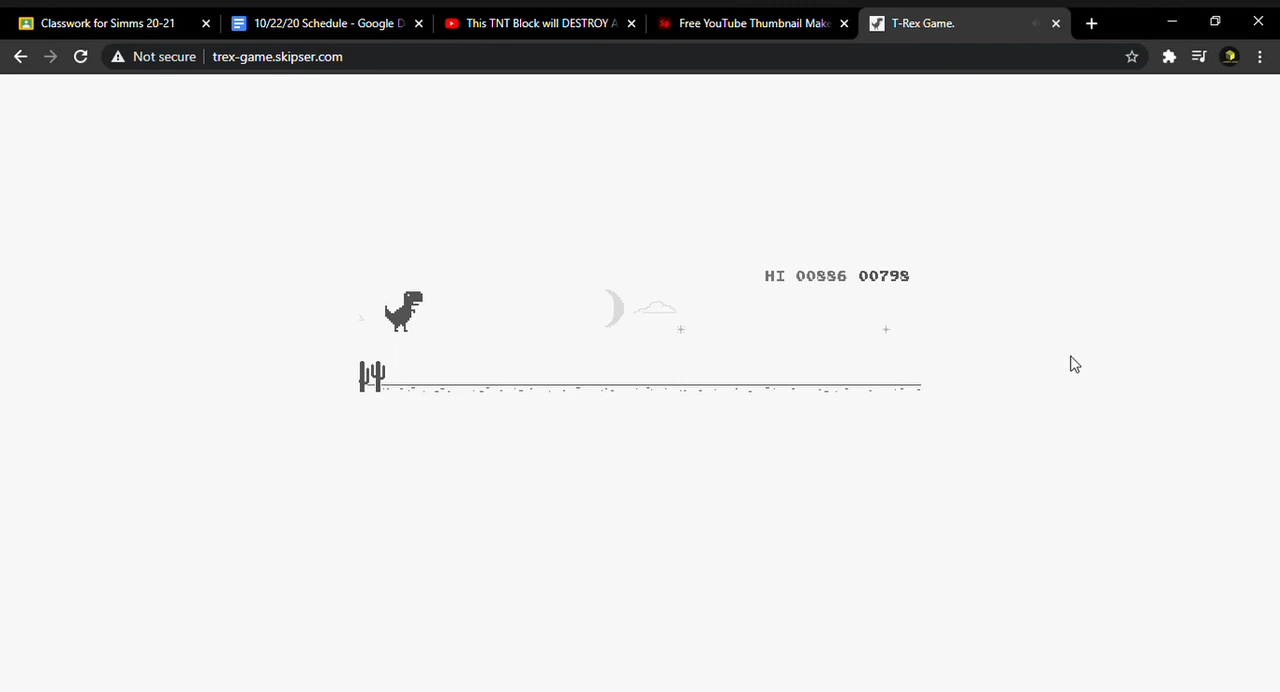 Classwork for Simms 20-21
10/22/20 Schedule - Google D
This TNT Block will DESTROY A
Free YouTube Thumbnail Make
T-Rex Game.
Not secure
trex-game.skipser.com
HI 00886 00798